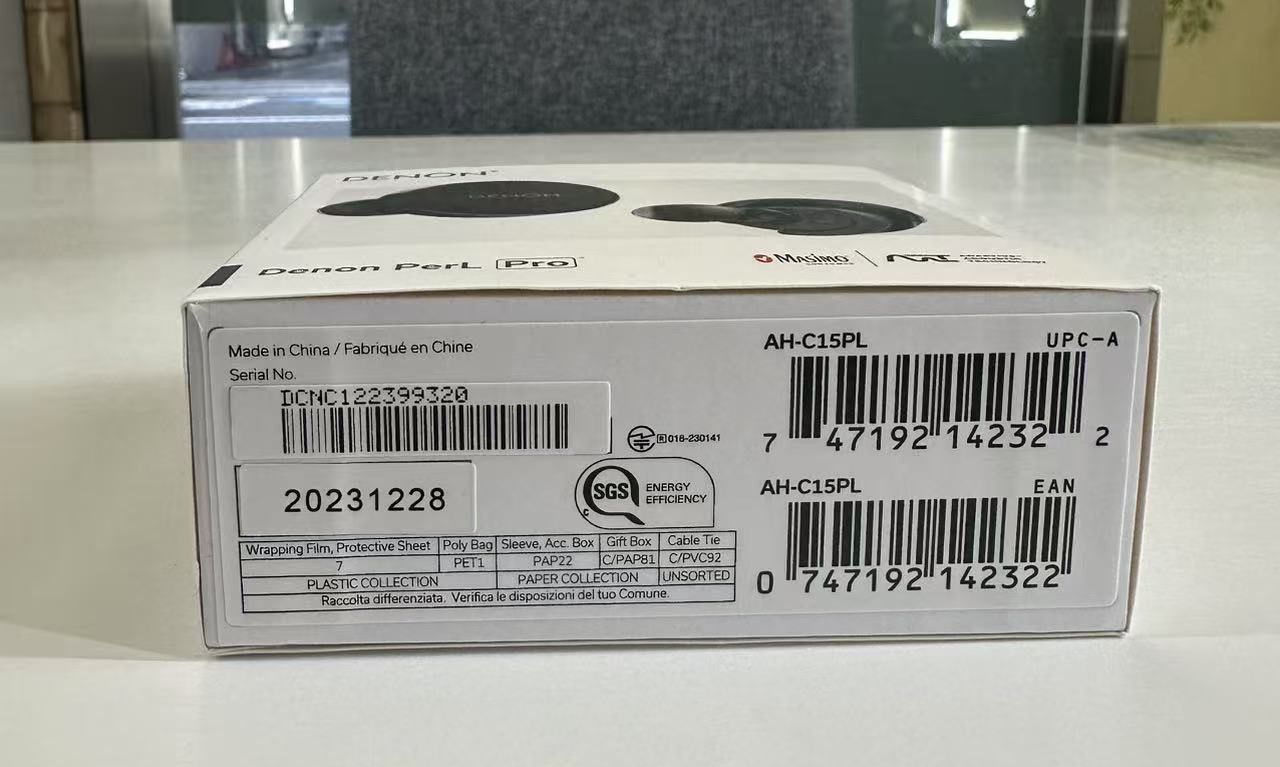 DENON
DENON
Denon PerL Pro
Masimo
AH-C15PL UPC-A
7 47192 14232 2
Made in China / Fabriqué en Chine
Serial No.
DCNC122399320
R 018-230141
20231228
SGS ENERGY EFFICIENCY
c
AH-C15PL EAN
0 747192 142322
Wrapping Film, Protective Sheet Poly Bag Sleeve, Acc. Box Gift Box Cable Tie
7 PET1 PAP22 C/PAP81 C/PVC92
PLASTIC COLLECTION PAPER COLLECTION UNSORTED
Raccolta differenziata. Verifica le disposizioni del tuo Comune.